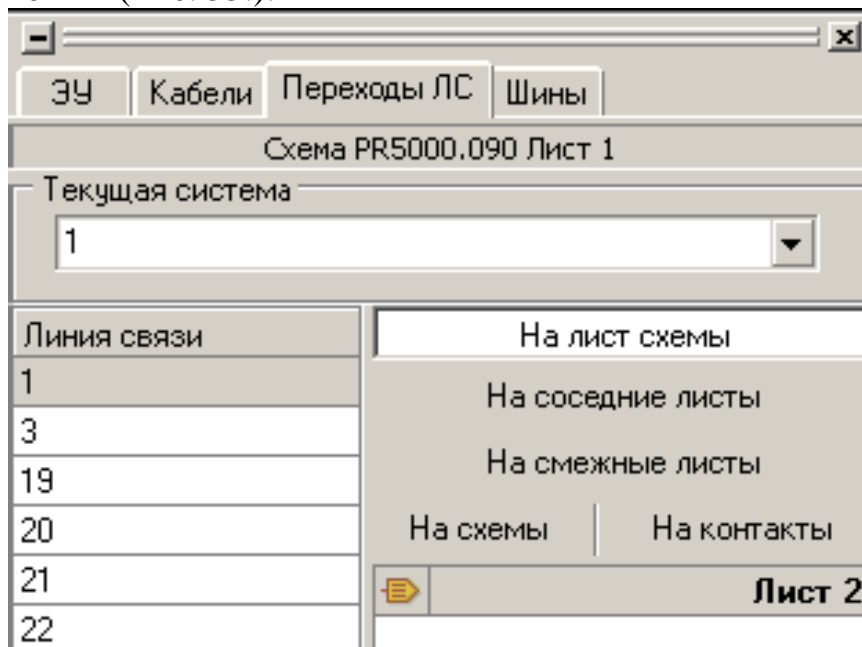 ЭУ Кабели Переходы ЛС Шины
Схема PR5000.090 Лист 1
Текущая система
1
Линия связи
1
3
19
20
21
22
На лист схемы
На соседние листы
На смежные листы
На схемы На контакты
Лист 2